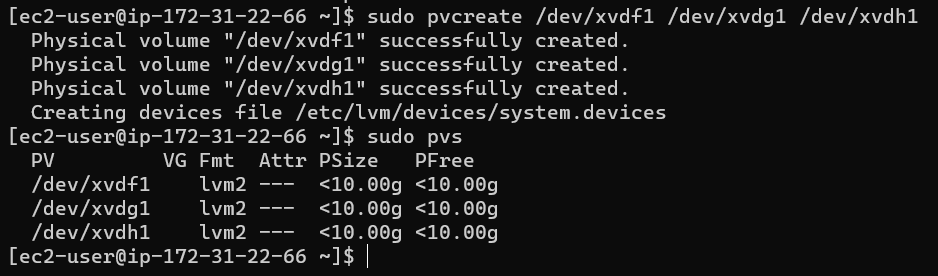 [ec2-user@ip-172-31-22-66 ~]$ sudo pvcreate /dev/xvdf1 /dev/xvdg1 /dev/xvdh1
  Physical volume "/dev/xvdf1" successfully created.
  Physical volume "/dev/xvdg1" successfully created.
  Physical volume "/dev/xvdh1" successfully created.
  Creating devices file /etc/lvm/devices/system.devices
[ec2-user@ip-172-31-22-66 ~]$ sudo pvs
  PV         VG Fmt  Attr PSize   PFree
  /dev/xvdf1    lvm2 ---  <10.00g <10.00g
  /dev/xvdg1    lvm2 ---  <10.00g <10.00g
  /dev/xvdh1    lvm2 ---  <10.00g <10.00g
[ec2-user@ip-172-31-22-66 ~]$